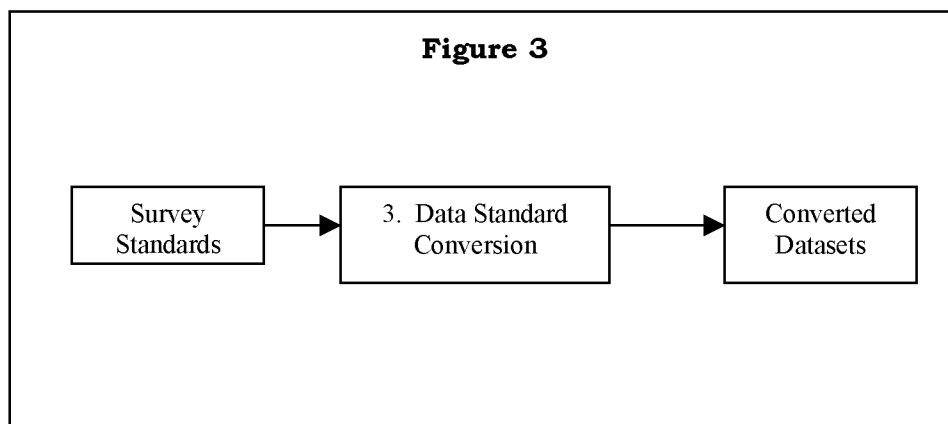 Figure 3
Survey
Standards
3. Data Standard
Conversion
Converted
Datasets